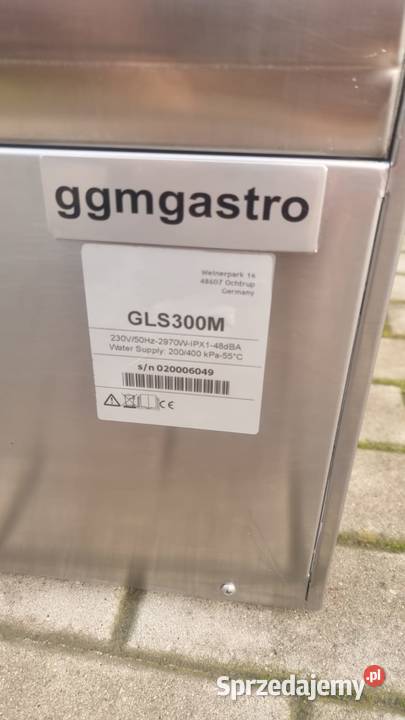 ggmgastro
Weinerpark 16
48607 Ochtrup
Germany
GLS300M
230V/50Hz-2970W-IPX1-48dBA
Water Supply: 200/400 kPa-55°C
s/n 020006049
CE
Sprzedajemy.pl